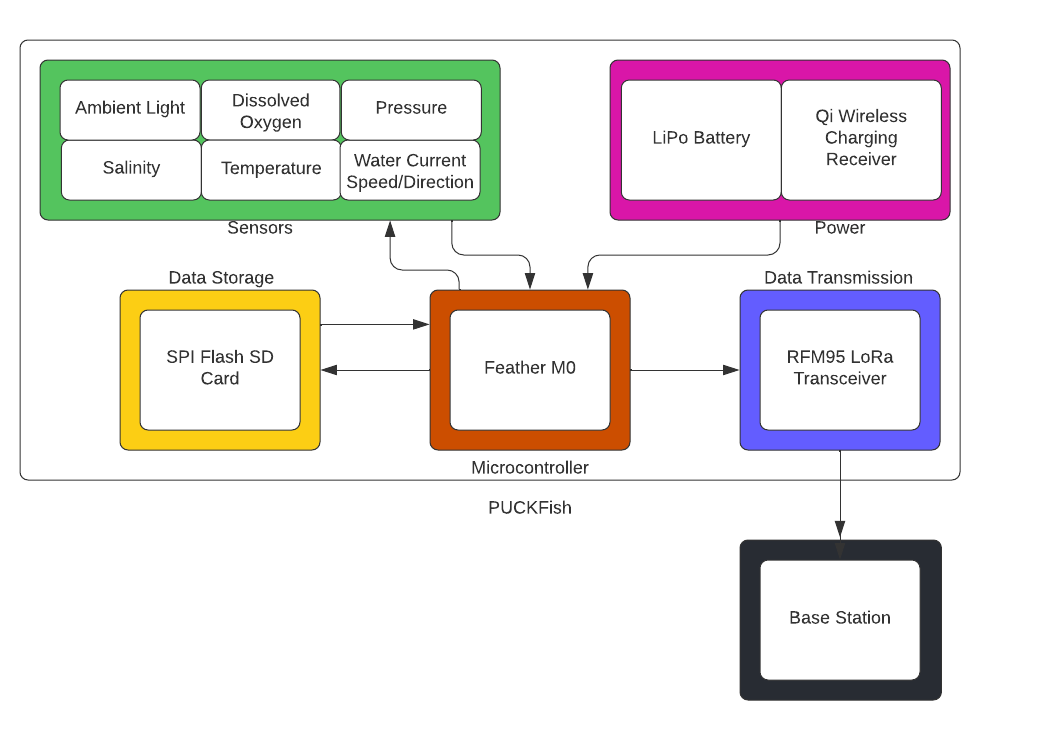 Ambient Light
Dissolved
Oxygen
Pressure
Salinity
Temperature
Water Current
Speed/Direction
Sensors
LiPo Battery
Qi Wireless
Charging
Receiver
Power
Data Storage
SPI Flash SD
Card
Feather M0
Microcontroller
Data Transmission
RFM95 LoRa
Transceiver
PUCKFish
Base Station